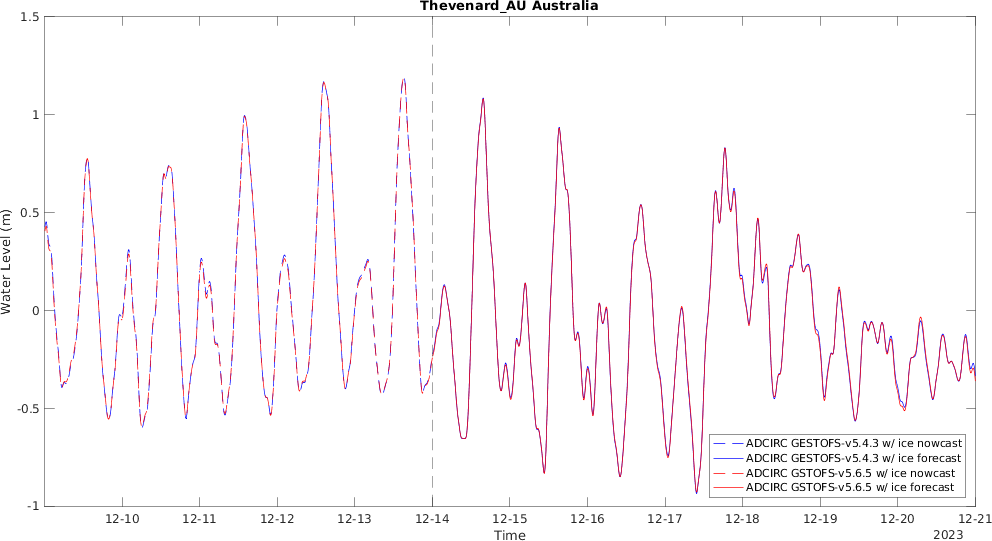 Thevenard_AU Australia
1.5
1
0.5
0
-0.5
-1
Water Level (m)
12-10 12-11 12-12 12-13 12-14 12-15 12-16 12-17 12-18 12-19 12-20 12-21
Time
2023
ADCIRC GESTOFS-v5.4.3 w/ ice nowcast
ADCIRC GESTOFS-v5.4.3 w/ ice forecast
ADCIRC GSTOFS-v5.6.5 w/ ice nowcast
ADCIRC GSTOFS-v5.6.5 w/ ice forecast